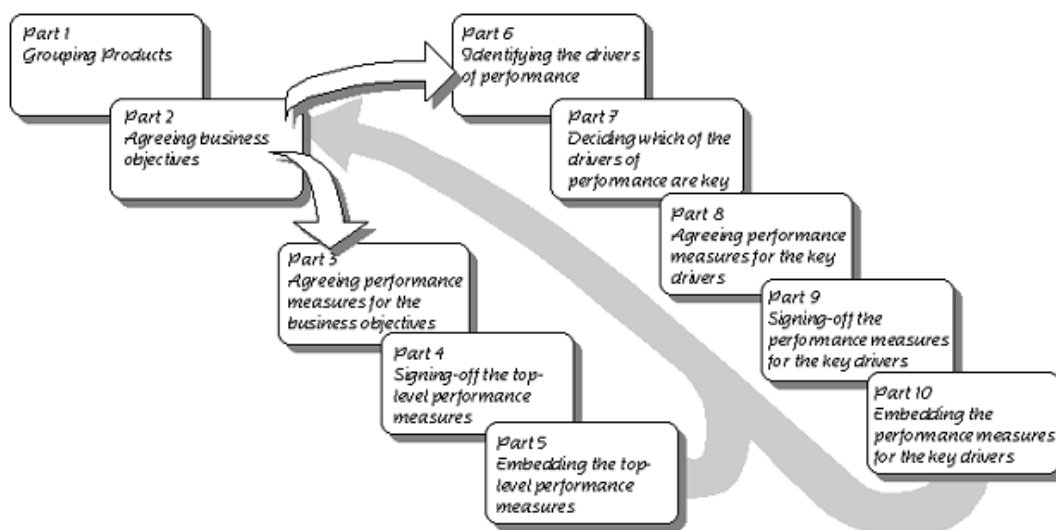 Part 1
Grouping Products
Part 2
Agreeing business
objectives
Part 3
Agreeing performance
measures for the
business objectives
Part 4
Signing-off the top-
level performance
measures
Part 5
Embedding the top-
level performance
measures
Part 6
Identifying the drivers
of performance
Part 7
Deciding which of the
drivers of
performance are key
Part 8
Agreeing performance
measures for the key
drivers
Part 9
Signing-off the
performance measures
for the key drivers
Part 10
Embedding the
performance measures
for the key drivers